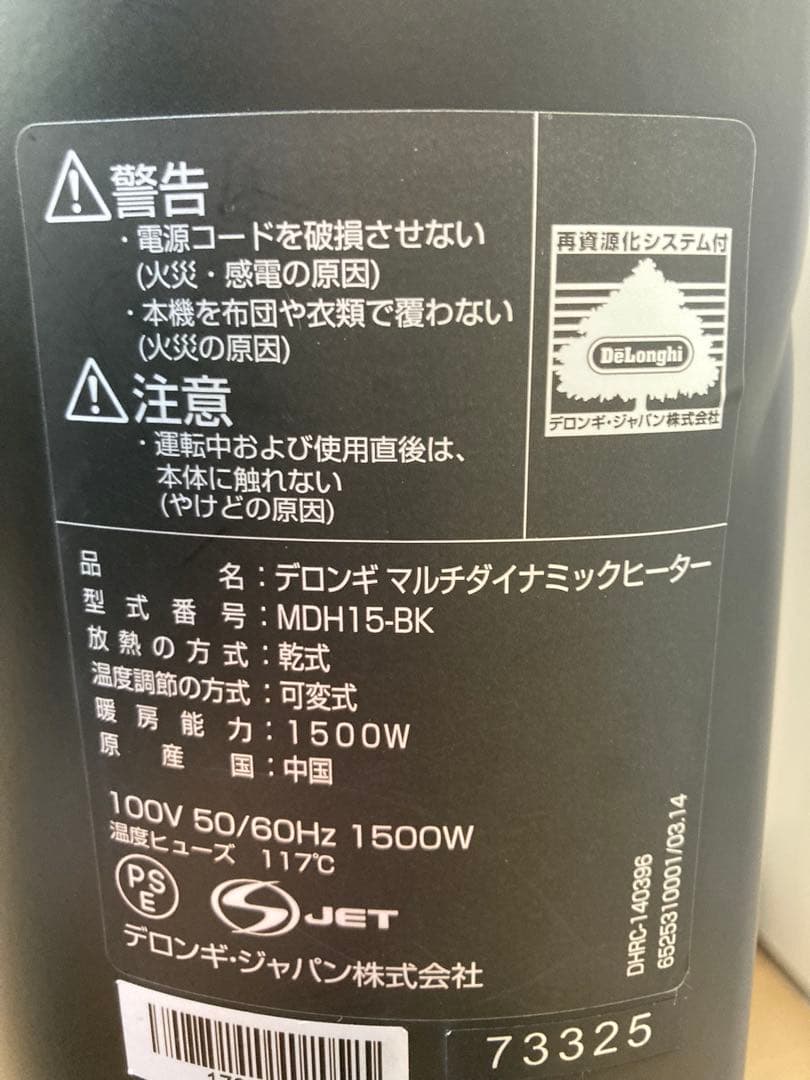 警告
・電源コードを破損させない
(火災・感電の原因)
・本機を布団や衣類で覆わない
(火災の原因)
注意
・運転中および使用直後は、
本体に触れない
(やけどの原因)
再資源化システム付
DeLonghi
デロンギ・ジャパン株式会社
品名：デロンギ マルチダイナミックヒーター
型式番号：MDH15-BK
放熱の方式：乾式
温度調節の方式：可変式
暖房能力：1500W
原産国：中国
100V 50/60Hz 1500W
温度ヒューズ 117℃
PSE
S JET
デロンギ・ジャパン株式会社
DHRC-140396
6525310001/03.14
73325